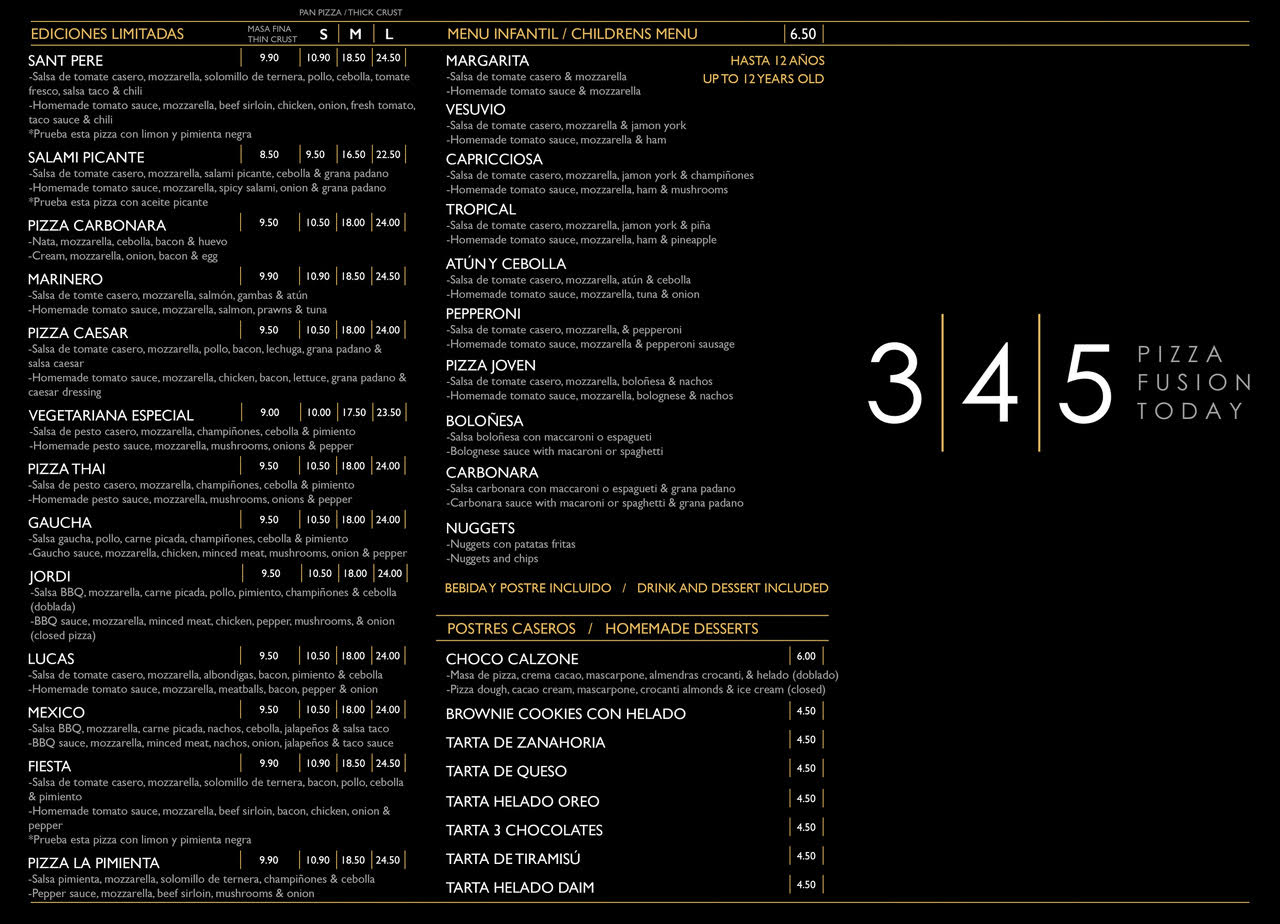 PAN PIZZA / THICK CRUST
EDICIONES LIMITADAS
MASA FINA
THIN CRUST
S M L
SANT PERE 9.90 10.90 18.50 24.50
-Salsa de tomate casero, mozzarella, solomillo de ternera, pollo, cebolla, tomate
fresco, salsa taco & chili
-Homemade tomato sauce, mozzarella, beef sirloin, chicken, onion, fresh tomato,
taco sauce & chili
*Prueba esta pizza con limon y pimienta negra
SALAMI PICANTE 8.50 9.50 16.50 22.50
-Salsa de tomate casero, mozzarella, salami picante, cebolla & grana padano
-Homemade tomato sauce, mozzarella, spicy salami, onion & grana padano
*Prueba esta pizza con aceite picante
PIZZA CARBONARA 9.50 10.50 18.00 24.00
-Nata, mozzarella, cebolla, bacon & huevo
-Cream, mozzarella, onion, bacon & egg
MARINERO 9.90 10.90 18.50 24.50
-Salsa de tomte casero, mozzarella, salmón, gambas & atún
-Homemade tomato sauce, mozzarella, salmon, prawns & tuna
PIZZA CAESAR 9.50 10.50 18.00 24.00
-Salsa de tomate casero, mozzarella, pollo, bacon, lechuga, grana padano &
salsa caesar
-Homemade tomato sauce, mozzarella, chicken, bacon, lettuce, grana padano &
caesar dressing
VEGETARIANA ESPECIAL 9.00 10.00 17.50 23.50
-Salsa de pesto casero, mozzarella, champiñones, cebolla & pimiento
-Homemade pesto sauce, mozzarella, mushrooms, onions & pepper
PIZZA THAI 9.50 10.50 18.00 24.00
-Salsa de pesto casero, mozzarella, champiñones, cebolla & pimiento
-Homemade pesto sauce, mozzarella, mushrooms, onions & pepper
GAUCHA 9.50 10.50 18.00 24.00
-Salsa gaucha, pollo, carne picada, champiñones, cebolla & pimiento
-Gaucho sauce, mozzarella, chicken, minced meat, mushrooms, onion & pepper
JORDI 9.50 10.50 18.00 24.00
-Salsa BBQ, mozzarella, carne picada, pollo, pimiento, champiñones & cebolla
(doblada)
-BBQ sauce, mozzarella, minced meat, chicken, pepper, mushrooms, & onion
(closed pizza)
LUCAS 9.50 10.50 18.00 24.00
-Salsa de tomate casero, mozzarella, albondigas, bacon, pimiento & cebolla
-Homemade tomato sauce, mozzarella, meatballs, bacon, pepper & onion
MEXICO 9.50 10.50 18.00 24.00
-Salsa BBQ, mozzarella, carne picada, nachos, cebolla, jalapeños & salsa taco
-BBQ sauce, mozzarella, minced meat, nachos, onion, jalapeños & taco sauce
FIESTA 9.90 10.90 18.50 24.50
-Salsa de tomate casero, mozzarella, solomillo de ternera, bacon, pollo, cebolla
& pimiento
-Homemade tomato sauce, mozzarella, beef sirloin, bacon, chicken, onion &
pepper
*Prueba esta pizza con limon y pimienta negra
PIZZA LA PIMIENTA 9.90 10.90 18.50 24.50
-Salsa pimienta, mozzarella, solomillo de ternera, champiñones & cebolla
-Pepper sauce, mozzarella, beef sirloin, mushrooms & onion
MENU INFANTIL / CHILDRENS MENU 6.50
HASTA 12 AÑOS
UP TO 12 YEARS OLD
MARGARITA
-Salsa de tomate casero & mozzarella
-Homemade tomato sauce & mozzarella
VESUVIO
-Salsa de tomate casero, mozzarella & jamon york
-Homemade tomato sauce, mozzarella & ham
CAPRICCIOSA
-Salsa de tomate casero, mozzarella, jamon york & champiñones
-Homemade tomato sauce, mozzarella, ham & mushrooms
TROPICAL
-Salsa de tomate casero, mozzarella, jamon york & piña
-Homemade tomato sauce, mozzarella, ham & pineapple
ATÚN Y CEBOLLA
-Salsa de tomate casero, mozzarella, atún & cebolla
-Homemade tomato sauce, mozzarella, tuna & onion
PEPPERONI
-Salsa de tomate casero, mozzarella, & pepperoni
-Homemade tomato sauce, mozzarella & pepperoni sausage
PIZZA JOVEN
-Salsa de tomate casero, mozzarella, boloñesa & nachos
-Homemade tomato sauce, mozzarella, bolognese & nachos
BOLOÑESA
-Salsa boloñesa con maccaroni o espagueti
-Bolognese sauce with macaroni or spaghetti
CARBONARA
-Salsa carbonara con maccaroni o espagueti & grana padano
-Carbonara sauce with macaroni or spaghetti & grana padano
NUGGETS
-Nuggets con patatas fritas
-Nuggets and chips
BEBIDA Y POSTRE INCLUIDO / DRINK AND DESSERT INCLUDED
POSTRES CASEROS / HOMEMADE DESSERTS
CHOCO CALZONE 6.00
-Masa de pizza, crema cacao, mascarpone, almendras crocanti, & helado (doblado)
-Pizza dough, cacao cream, mascarpone, crocanti almonds & ice cream (closed)
BROWNIE COOKIES CON HELADO 4.50
TARTA DE ZANAHORIA 4.50
TARTA DE QUESO 4.50
TARTA HELADO OREO 4.50
TARTA 3 CHOCOLATES 4.50
TARTA DE TIRAMISÚ 4.50
TARTA HELADO DAIM 4.50
3 4 5
PIZZA
FUSION
TODAY